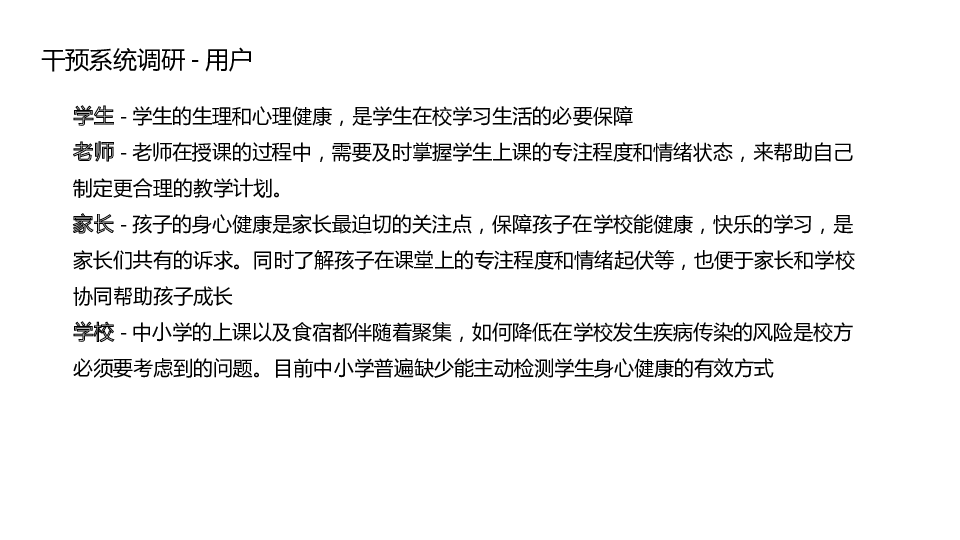 干预系统调研 - 用户
学生 - 学生的生理和心理健康，是学生在校学习生活的必要保障
老师 - 老师在授课的过程中，需要及时掌握学生上课的专注程度和情绪状态，来帮助自己
制定更合理的教学计划。
家长 - 孩子的身心健康是家长最迫切的关注点，保障孩子在学校能健康，快乐的学习，是
家长们共有的诉求。同时了解孩子在课堂上的专注程度和情绪起伏等，也便于家长和学校
协同帮助孩子成长
学校 - 中小学的上课以及食宿都伴随着聚集，如何降低在学校发生疾病传染的风险是校方
必须要考虑到的问题。目前中小学普遍缺少能主动检测学生身心健康的有效方式